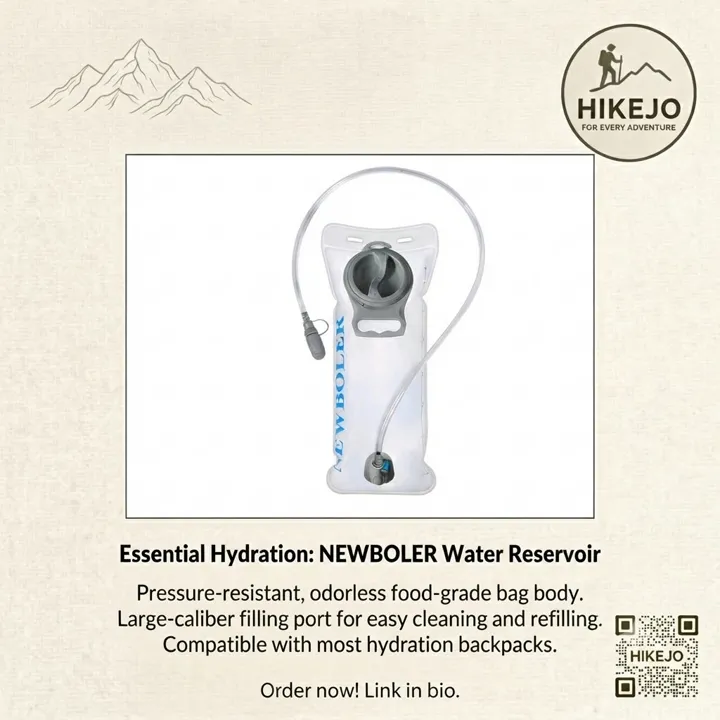 HIKEJO
FOR EVERY ADVENTURE
NEWBOLER
Essential Hydration: NEWBOLER Water Reservoir
Pressure-resistant, odorless food-grade bag body.
Large-caliber filling port for easy cleaning and refilling.
Compatible with most hydration backpacks.
HIKEJO
Order now! Link in bio.